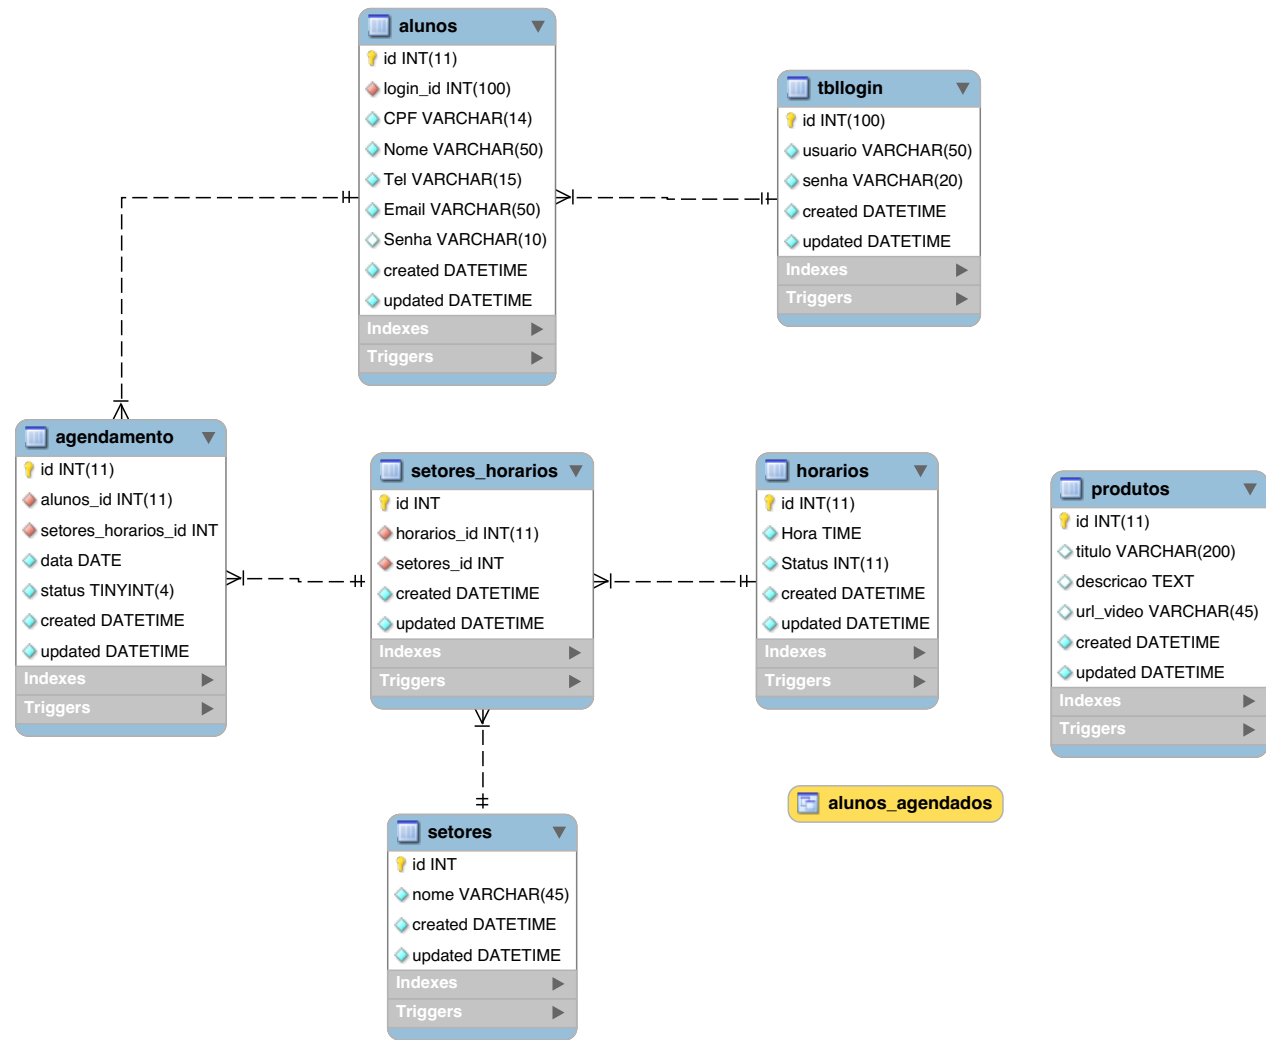 alunos
id INT(11)
login_id INT(100)
CPF VARCHAR(14)
Nome VARCHAR(50)
Tel VARCHAR(15)
Email VARCHAR(50)
Senha VARCHAR(10)
created DATETIME
updated DATETIME
Indexes
Triggers
tbllogin
id INT(100)
usuario VARCHAR(50)
senha VARCHAR(20)
created DATETIME
updated DATETIME
Indexes
Triggers
agendamento
id INT(11)
alunos_id INT(11)
setores_horarios_id INT
data DATE
status TINYINT(4)
created DATETIME
updated DATETIME
Indexes
Triggers
setores_horarios
id INT
horarios_id INT(11)
setores_id INT
created DATETIME
updated DATETIME
Indexes
Triggers
horarios
id INT(11)
Hora TIME
Status INT(11)
created DATETIME
updated DATETIME
Indexes
Triggers
produtos
id INT(11)
titulo VARCHAR(200)
descricao TEXT
url_video VARCHAR(45)
created DATETIME
updated DATETIME
Indexes
Triggers
alunos_agendados
setores
id INT
nome VARCHAR(45)
created DATETIME
updated DATETIME
Indexes
Triggers